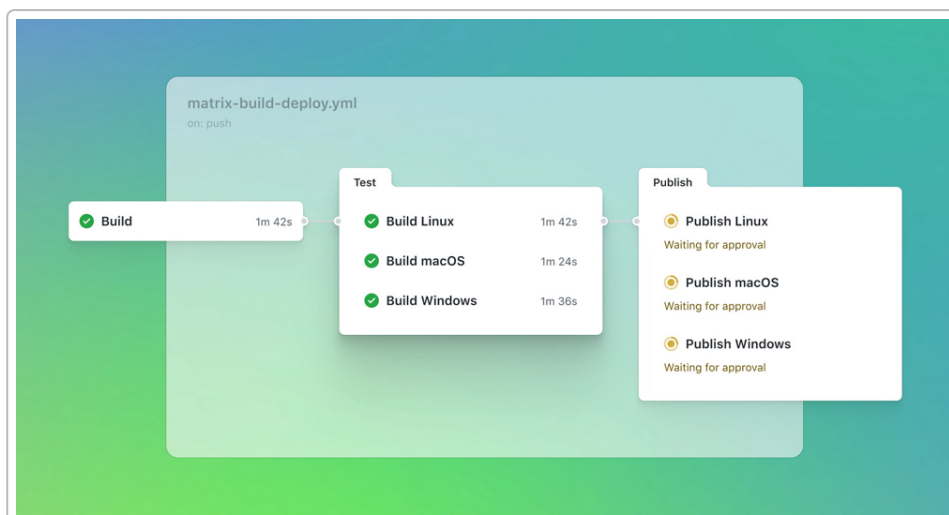 matrix-build-deploy.yml
on: push
Build 1m 42s
Test
Build Linux 1m 42s
Build macOS 1m 24s
Build Windows 1m 36s
Publish
Publish Linux
Waiting for approval
Publish macOS
Waiting for approval
Publish Windows
Waiting for approval